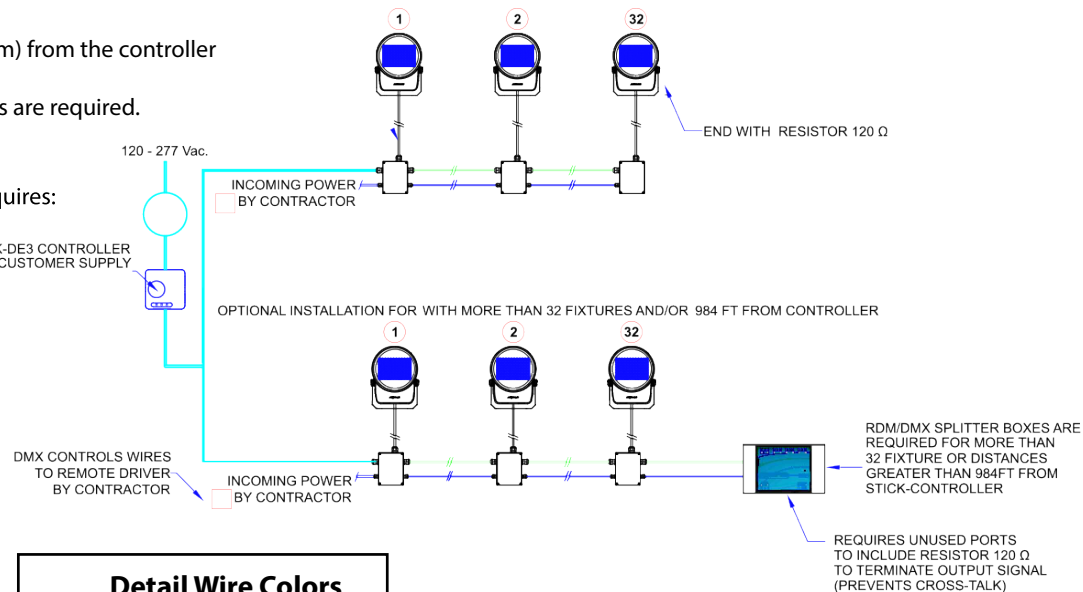 m) from the controller
s are required.
quires:
1
2
32
END WITH RESISTOR 120 Ω
120 - 277 Vac.
INCOMING POWER
BY CONTRACTOR
K-DE3 CONTROLLER
CUSTOMER SUPPLY
OPTIONAL INSTALLATION FOR WITH MORE THAN 32 FIXTURES AND/OR 984 FT FROM CONTROLLER
1
2
32
DMX CONTROLS WIRES
TO REMOTE DRIVER
BY CONTRACTOR
INCOMING POWER
BY CONTRACTOR
RDM/DMX SPLITTER BOXES ARE
REQUIRED FOR MORE THAN
32 FIXTURE OR DISTANCES
GREATER THAN 984FT FROM
STICK-CONTROLLER
REQUIRES UNUSED PORTS
TO INCLUDE RESISTOR 120 Ω
TO TERMINATE OUTPUT SIGNAL
(PREVENTS CROSS-TALK)
Detail Wire Colors